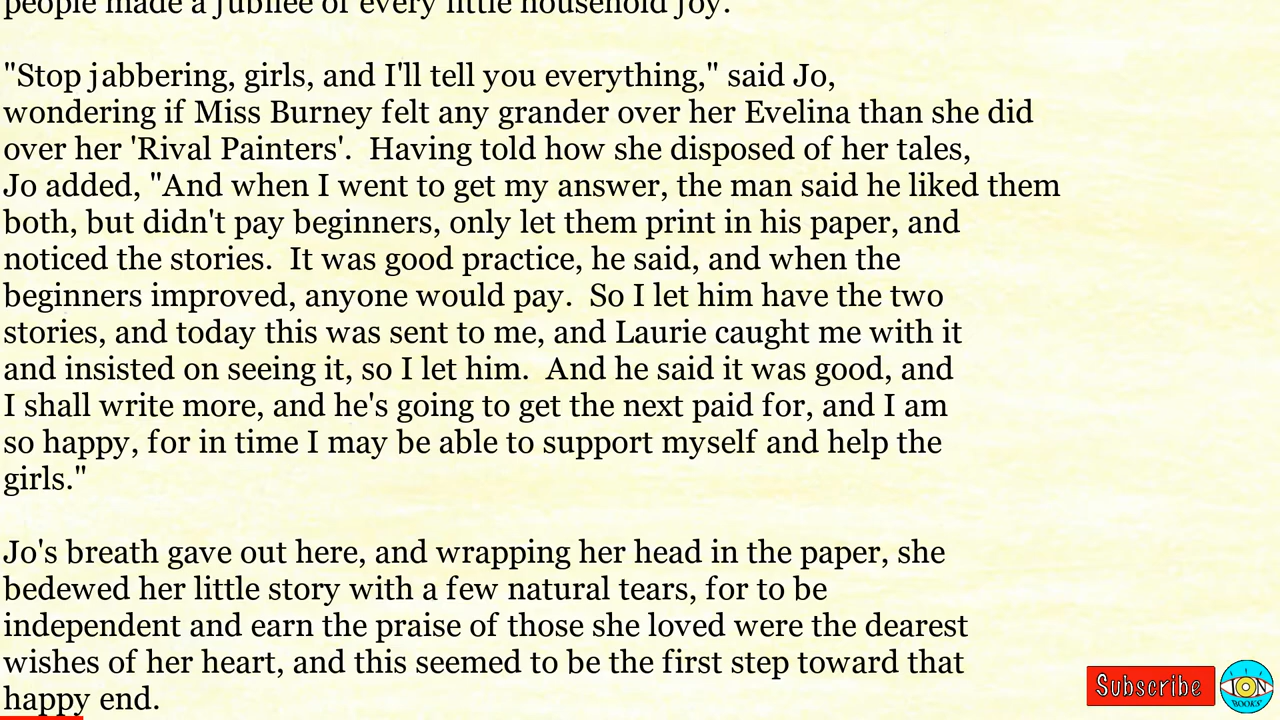 people made a jubilee of every little household joy.
"Stop jabbering, girls, and I'll tell you everything," said Jo,
wondering if Miss Burney felt any grander over her Evelina than she did
over her 'Rival Painters'.  Having told how she disposed of her tales,
Jo added, "And when I went to get my answer, the man said he liked them
both, but didn't pay beginners, only let them print in his paper, and
noticed the stories.  It was good practice, he said, and when the
beginners improved, anyone would pay.  So I let him have the two
stories, and today this was sent to me, and Laurie caught me with it
and insisted on seeing it, so I let him.  And he said it was good, and
I shall write more, and he's going to get the next paid for, and I am
so happy, for in time I may be able to support myself and help the
girls."
Jo's breath gave out here, and wrapping her head in the paper, she
bedewed her little story with a few natural tears, for to be
independent and earn the praise of those she loved were the dearest
wishes of her heart, and this seemed to be the first step toward that
happy end.
Subscribe
ION
BOOKS